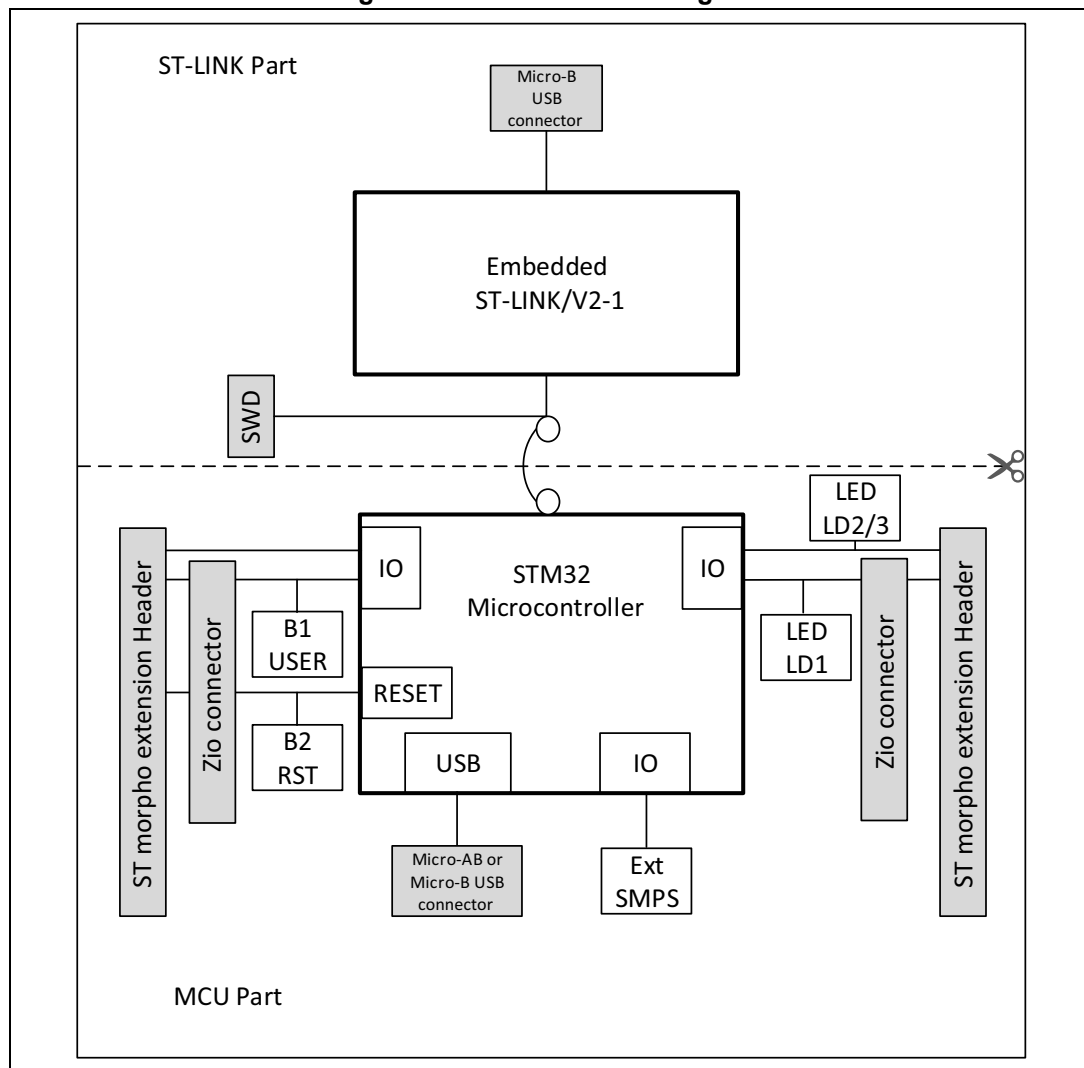 ST-LINK Part
Micro-B
USB
connector
Embedded
ST-LINK/V2-1
SWD
LED
LD2/3
ST morpho extension Header
Zio connector
IO
B1
USER
STM32
Microcontroller
IO
LED
LD1
Zio connector
ST morpho extension Header
RESET
B2
RST
USB
IO
Micro-AB or
Micro-B USB
connector
Ext
SMPS
MCU Part